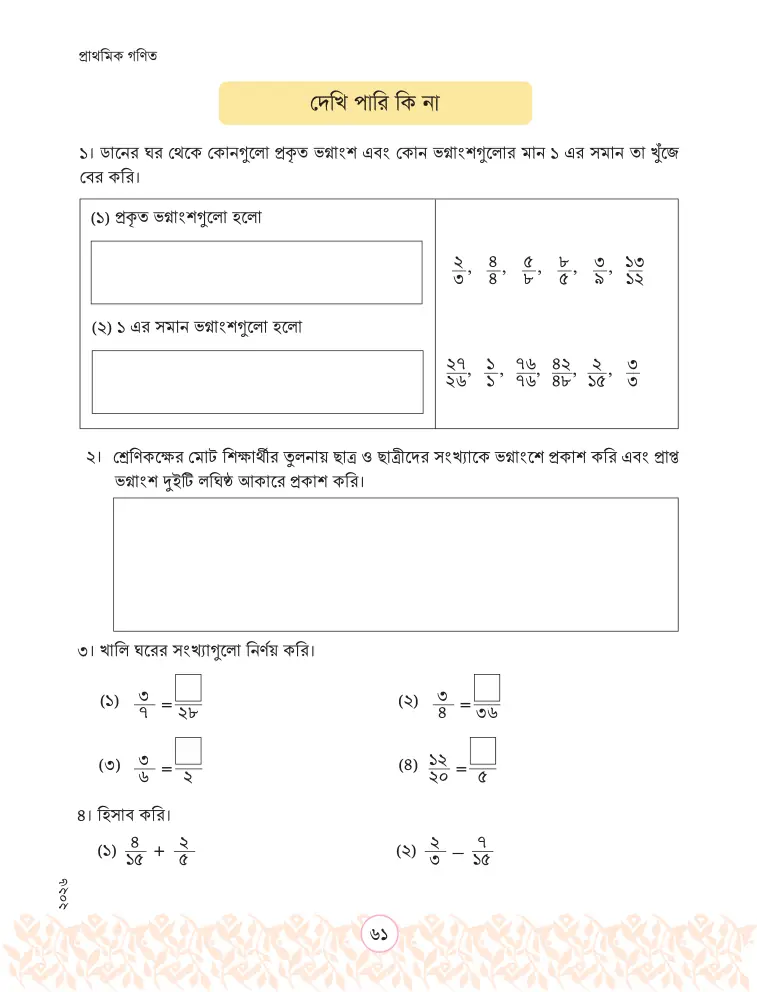 প্রাথমিক গণিত
দেখি পারি কি না
১। ডানের ঘর থেকে কোনগুলো প্রকৃত ভগ্নাংশ এবং কোন ভগ্নাংশগুলোর মান ১ এর সমান তা খুঁজে
বের করি।
(১) প্রকৃত ভগ্নাংশগুলো হলো
২/৩, ৪/৪, ৫/৮, ৮/৫, ৩/৯, ১৩/১২
(২) ১ এর সমান ভগ্নাংশগুলো হলো
২৭/২৬, ১/১, ৭৬/৭৬, ৪২/৪৮, ২/১৫, ৩/৩
২। শ্রেণিকক্ষের মোট শিক্ষার্থীর তুলনায় ছাত্র ও ছাত্রীদের সংখ্যাকে ভগ্নাংশে প্রকাশ করি এবং প্রাপ্ত
ভগ্নাংশ দুইটি লঘিষ্ঠ আকারে প্রকাশ করি।
৩। খালি ঘরের সংখ্যাগুলো নির্ণয় করি।
(১) ৩/৭ = □/২৮ (২) ৩/৪ = □/৩৬
(৩) ৩/৬ = □/২ (৪) ১২/২০ = □/৫
৪। হিসাব করি।
(১) ৪/১৫ + ২/৫ (২) ২/৩ − ৭/১৫
২০২৬
৬১